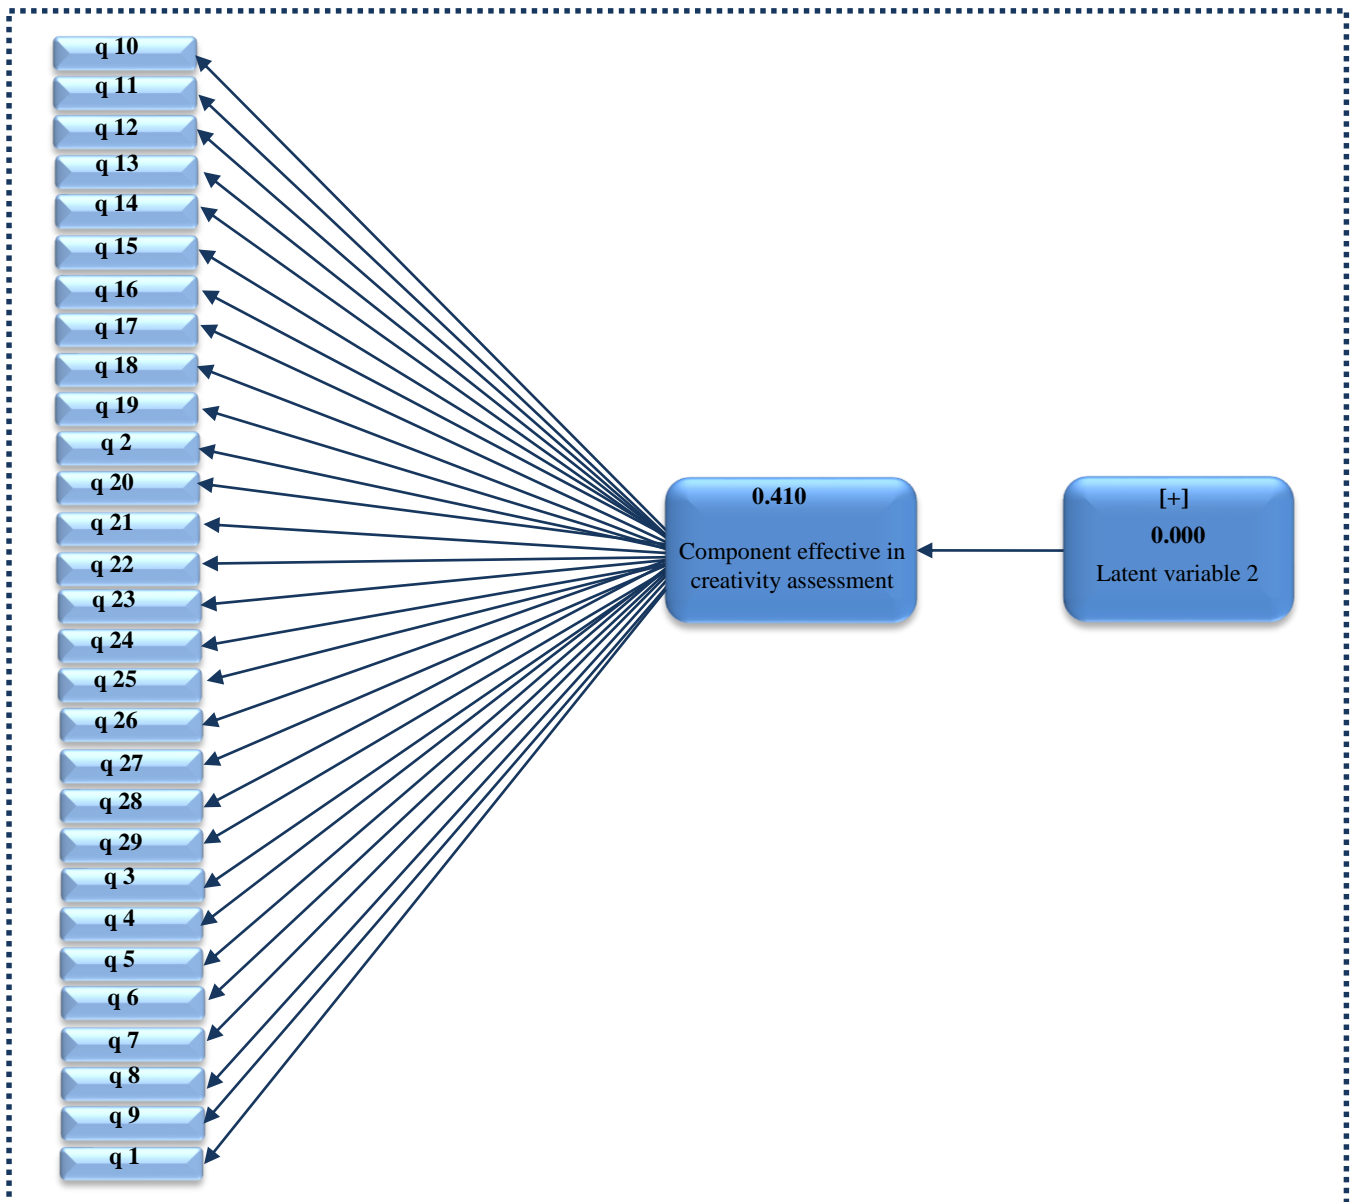 q 10
q 11
q 12
q 13
q 14
q 15
q 16
q 17
q 18
q 19
q 2
q 20
q 21
q 22
q 23
q 24
q 25
q 26
q 27
q 28
q 29
q 3
q 4
q 5
q 6
q 7
q 8
q 9
q 1
0.410
Component effective in
creativity assessment
[+]
0.000
Latent variable 2